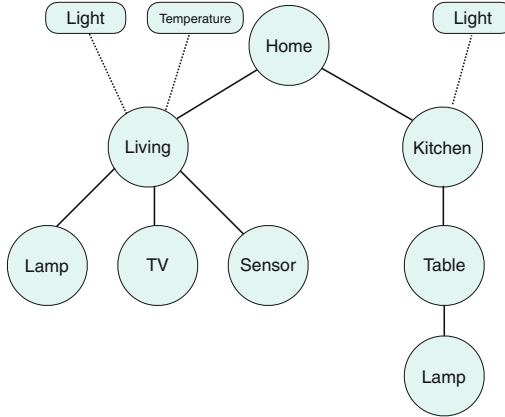 Light
Temperature
Light
Home
Living
Kitchen
Lamp
TV
Sensor
Table
Lamp